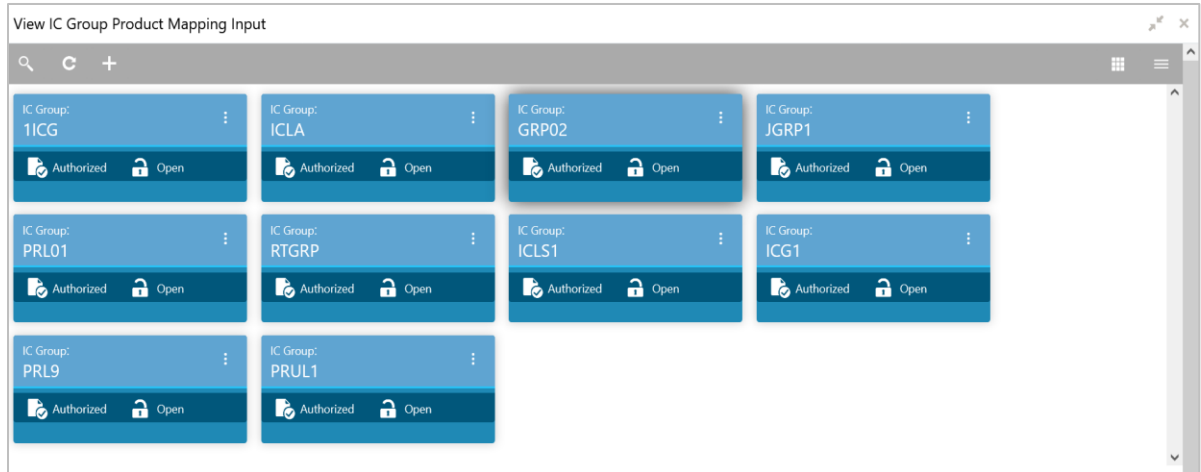 View IC Group Product Mapping Input
IC Group: IC Group: IC Group: IC Group:
1ICG ICLA GRP02 JGRP1
Authorized Open Authorized Open Authorized Open Authorized Open
IC Group: IC Group: IC Group: IC Group:
PRL01 RTGRP ICLS1 ICG1
Authorized Open Authorized Open Authorized Open Authorized Open
IC Group: IC Group:
PRL9 PRUL1
Authorized Open Authorized Open